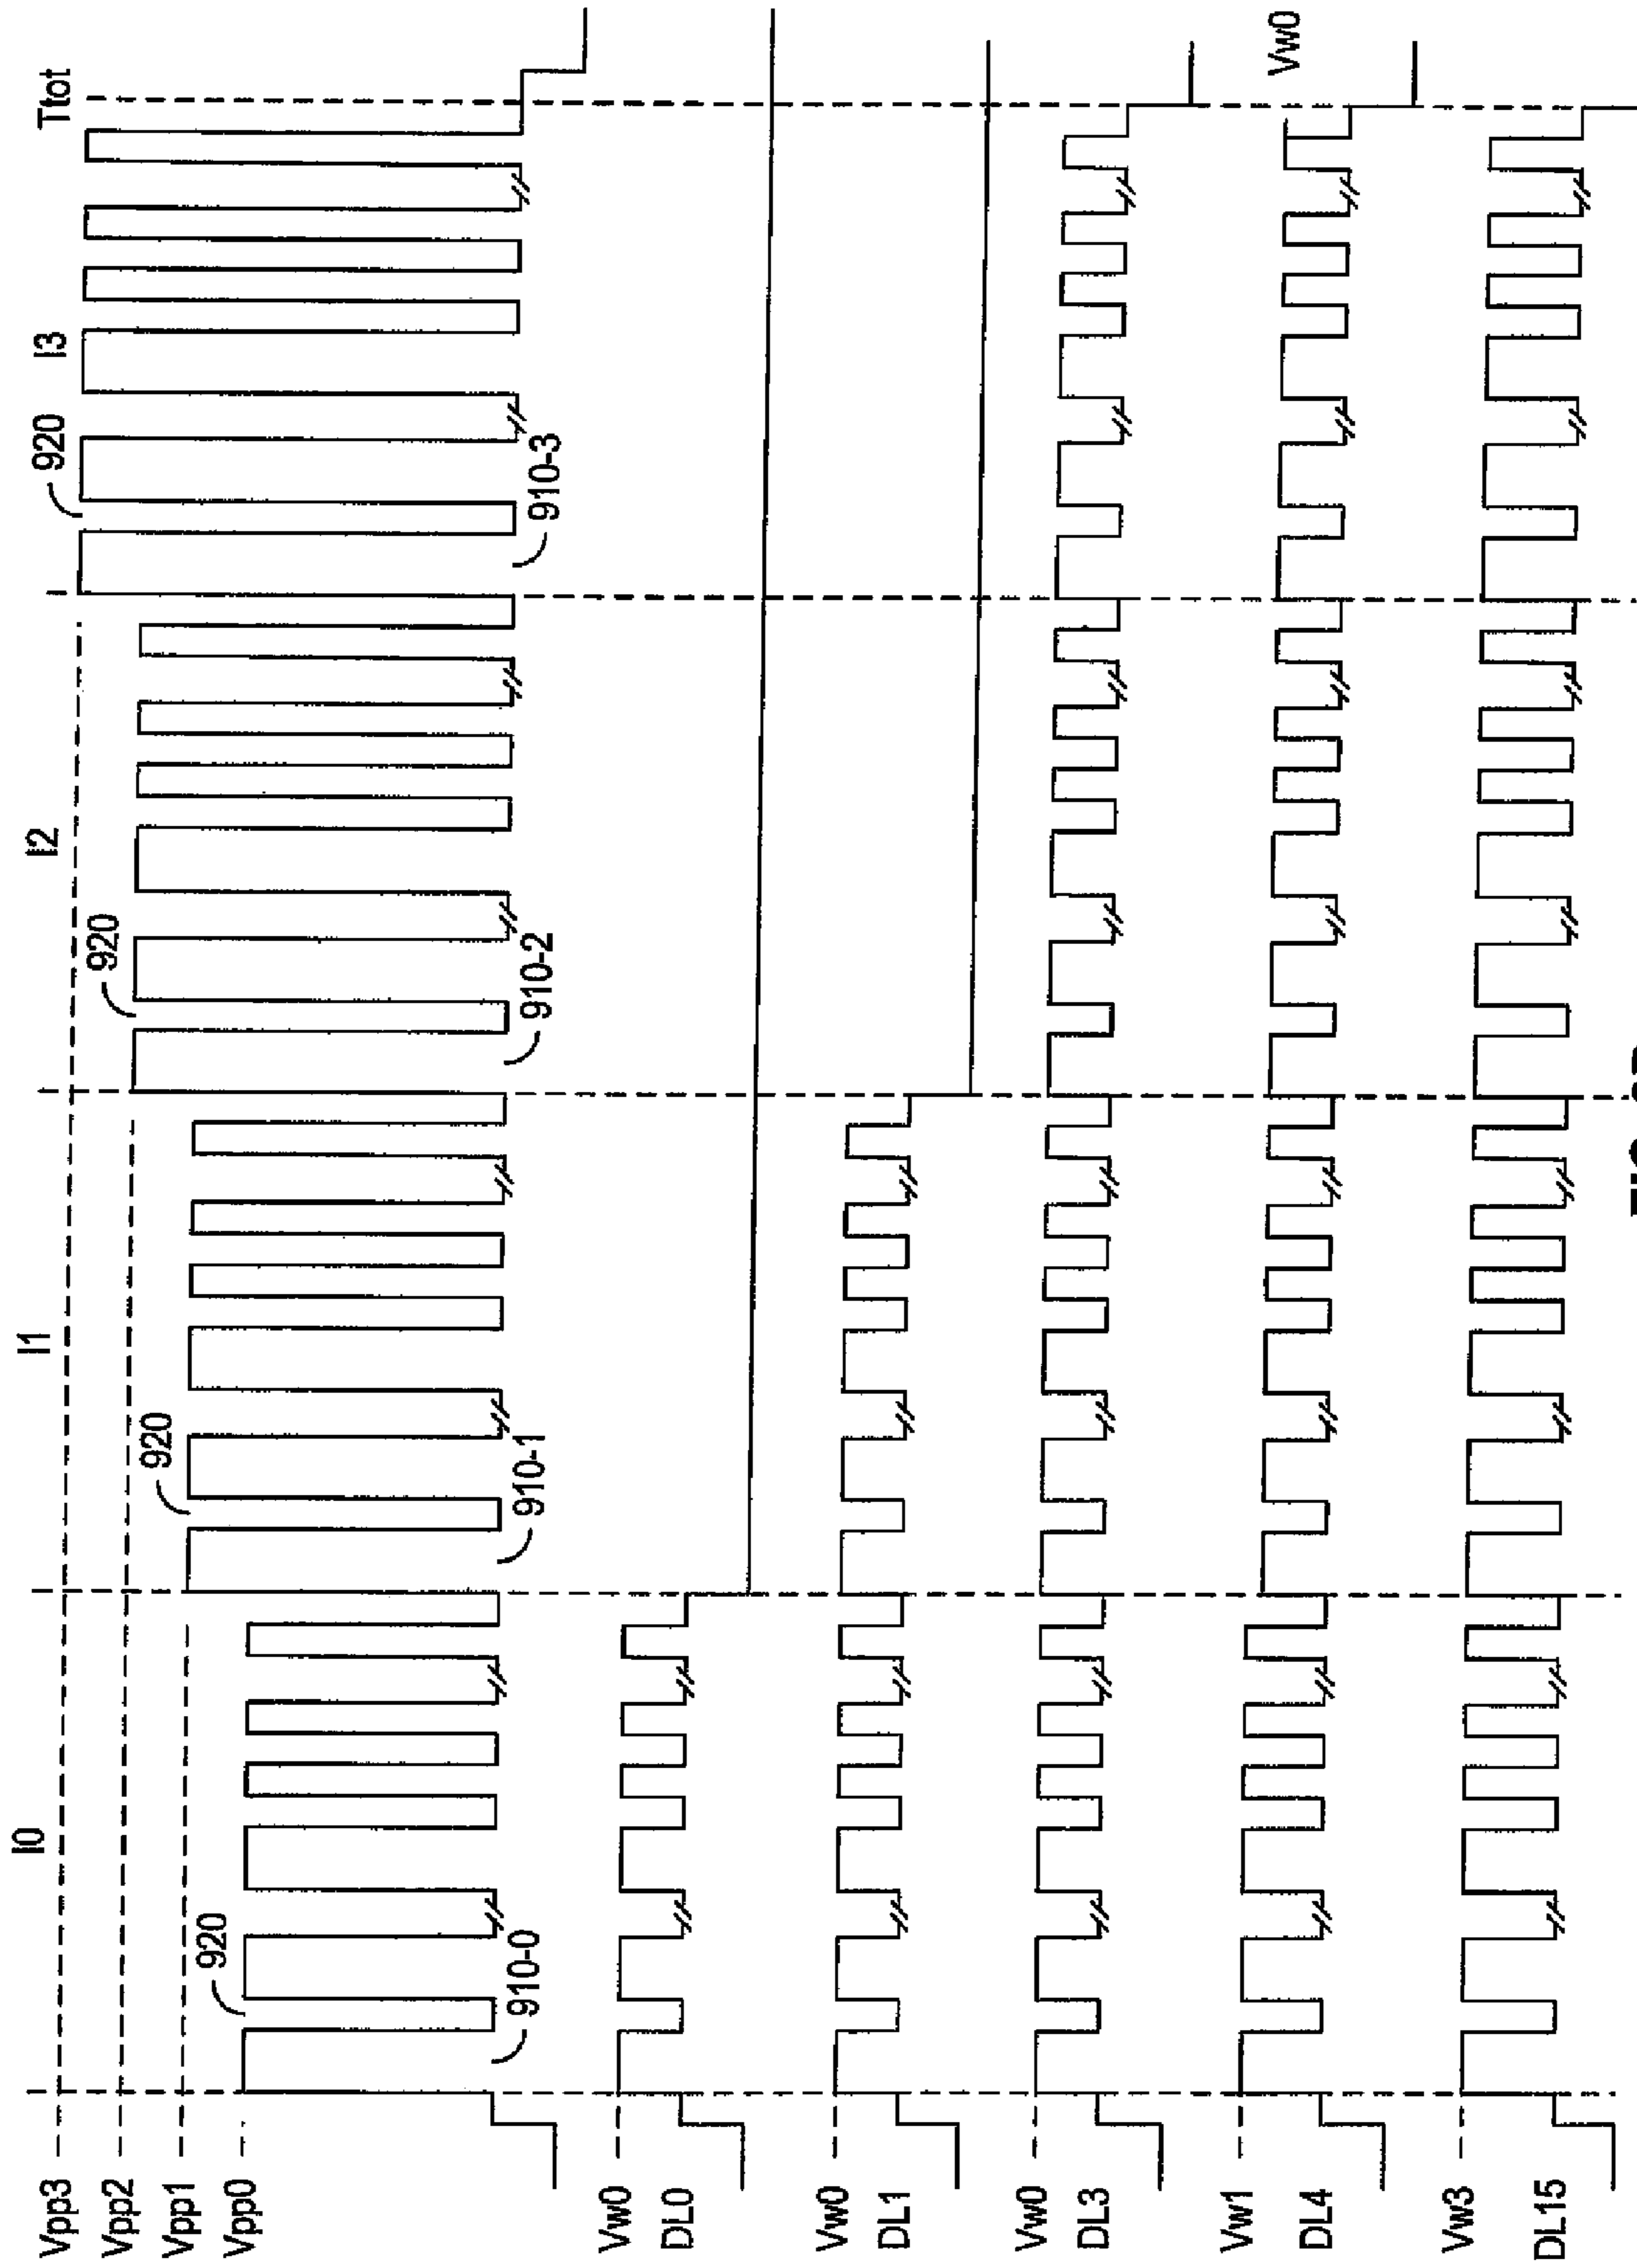 I0 I1 I2 I3 Ttot
Vpp3
Vpp2
Vpp1
Vpp0
920 920 920 920
910-0 910-1 910-2 910-3
Vw0
DL0
Vw0
DL1
Vw0
DL3
Vw1 Vw0
DL4
Vw3
DL15